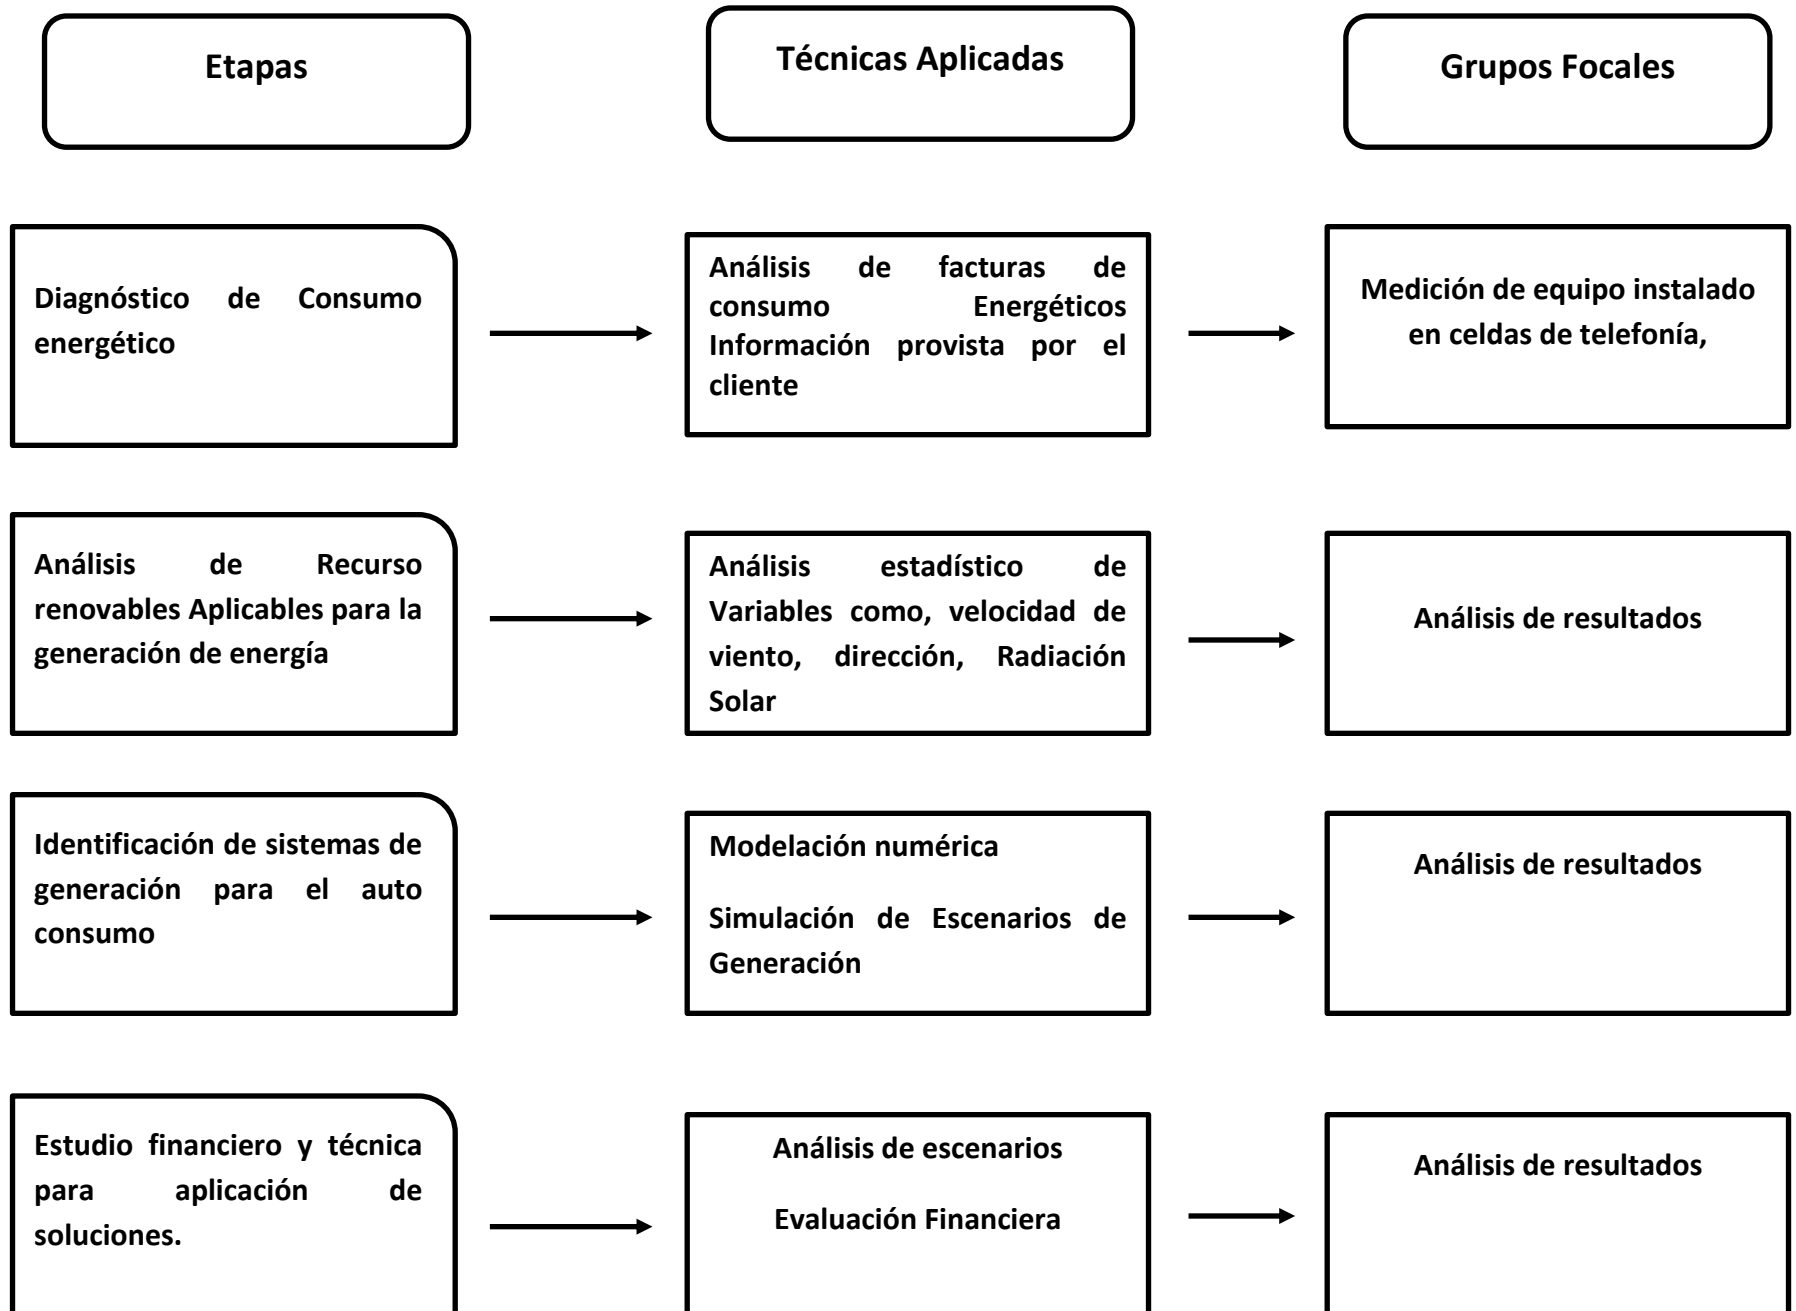 Etapas
Técnicas Aplicadas
Grupos Focales
Diagnóstico de Consumo
energético
Análisis de facturas de
consumo Energéticos
Información provista por el
cliente
Medición de equipo instalado
en celdas de telefonía,
Análisis de Recurso
renovables Aplicables para la
generación de energía
Análisis estadístico de
Variables como, velocidad de
viento, dirección, Radiación
Solar
Análisis de resultados
Identificación de sistemas de
generación para el auto
consumo
Modelación numérica
Simulación de Escenarios de
Generación
Análisis de resultados
Estudio financiero y técnica
para aplicación de
soluciones.
Análisis de escenarios
Evaluación Financiera
Análisis de resultados